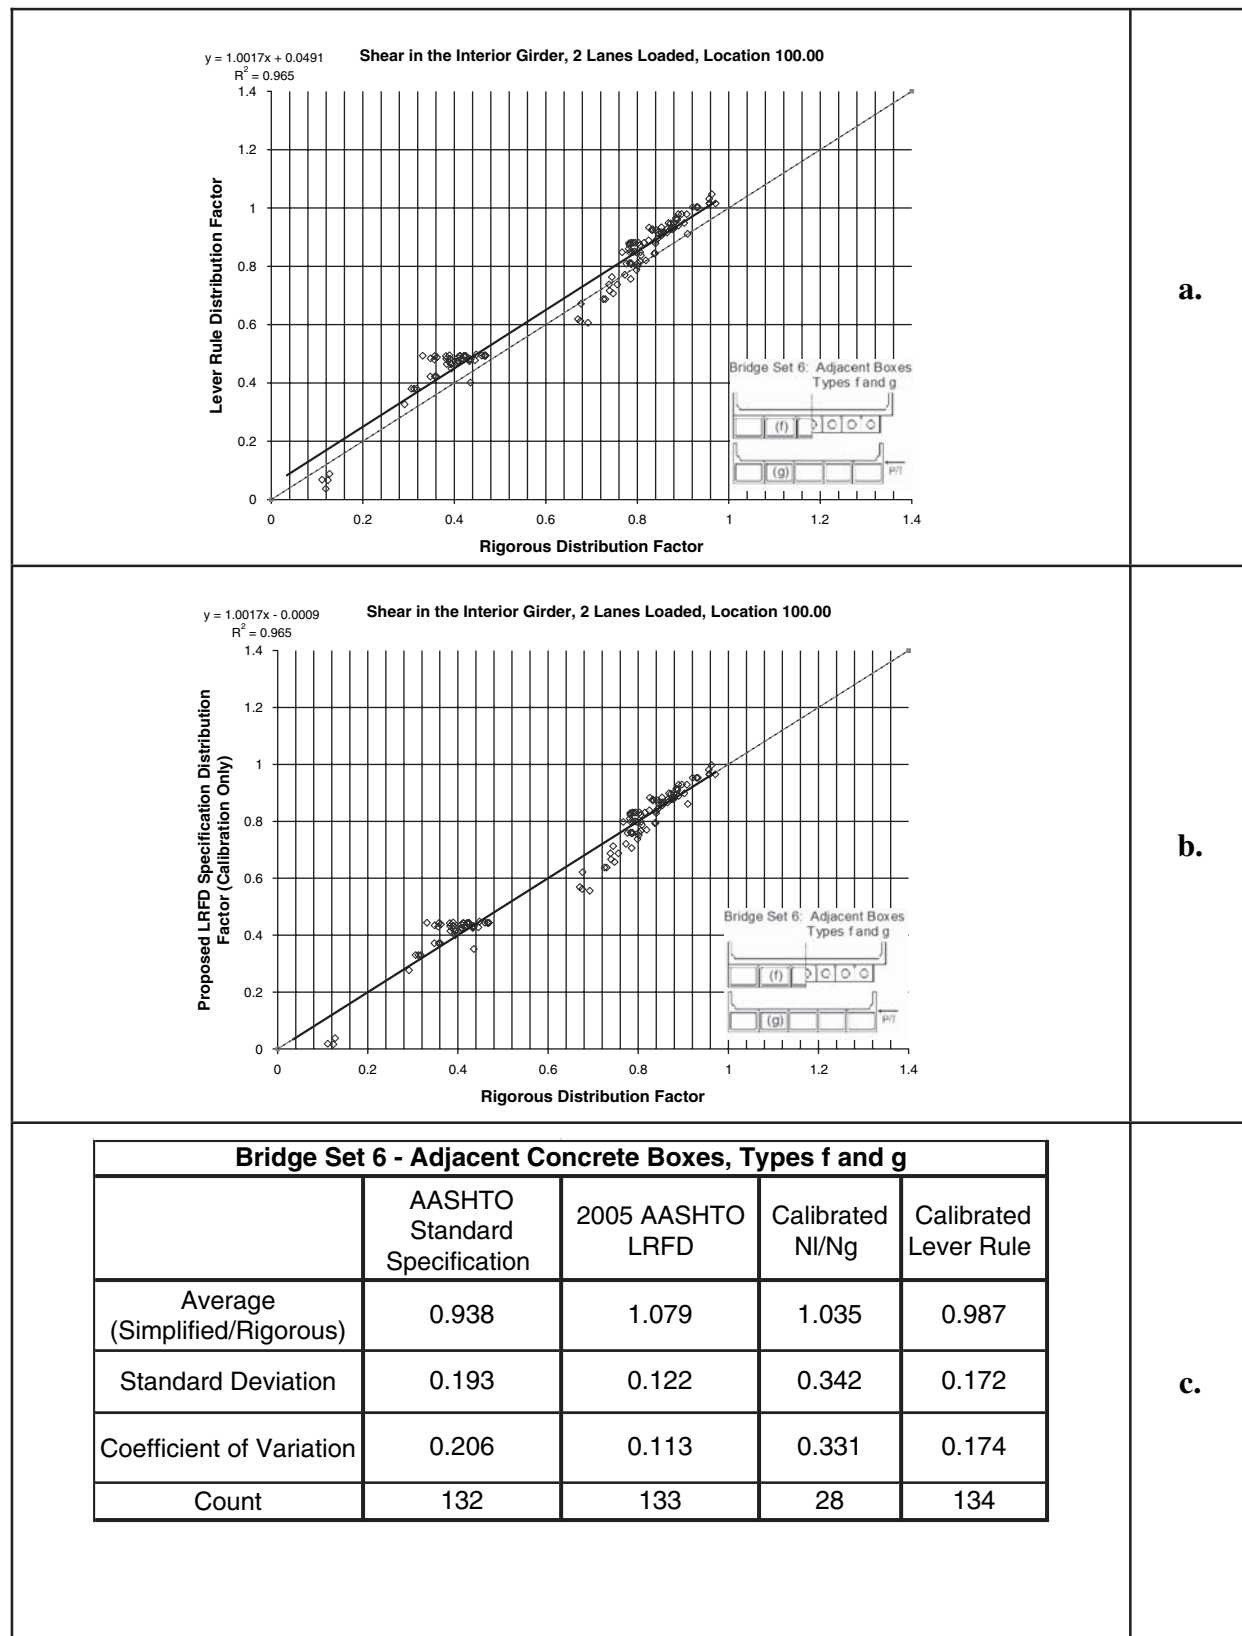 y = 1.0017x + 0.0491
R2 = 0.965
Shear in the Interior Girder, 2 Lanes Loaded, Location 100.00
Lever Rule Distribution Factor
1.4
1.2
1
0.8
0.6
0.4
0.2
0
0 0.2 0.4 0.6 0.8 1 1.2 1.4
Rigorous Distribution Factor
Bridge Set 6: Adjacent Boxes
Types f and g
(f)
(g)
P/T
a.
y = 1.0017x - 0.0009
R2 = 0.965
Shear in the Interior Girder, 2 Lanes Loaded, Location 100.00
Proposed LRFD Specification Distribution
Factor (Calibration Only)
1.4
1.2
1
0.8
0.6
0.4
0.2
0
0 0.2 0.4 0.6 0.8 1 1.2 1.4
Rigorous Distribution Factor
Bridge Set 6: Adjacent Boxes
Types f and g
(f)
(g)
P/T
b.
Bridge Set 6 - Adjacent Concrete Boxes, Types f and g
AASHTO
Standard
Specification
2005 AASHTO
LRFD
Calibrated
Nl/Ng
Calibrated
Lever Rule
Average
(Simplified/Rigorous)
0.938 1.079 1.035 0.987
Standard Deviation 0.193 0.122 0.342 0.172
Coefficient of Variation 0.206 0.113 0.331 0.174
Count 132 133 28 134
c.